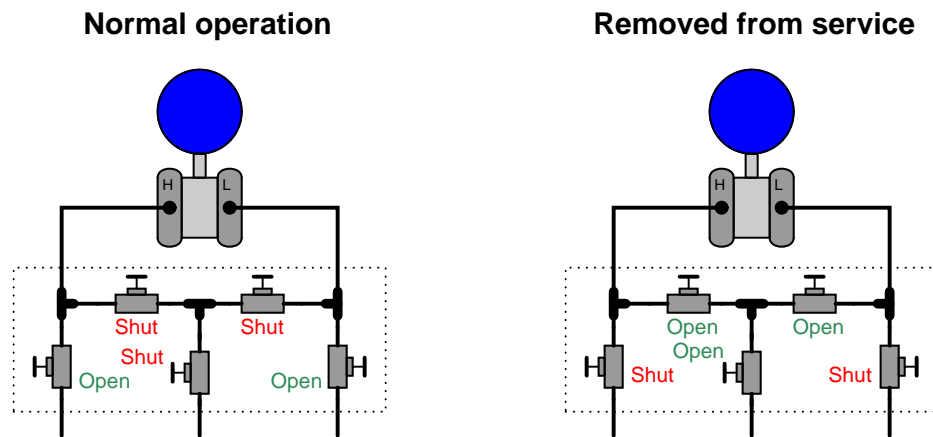 Normal operation
Removed from service
H L
H L
Shut Shut
Shut
Open Open
Open Open
Open
Shut Shut